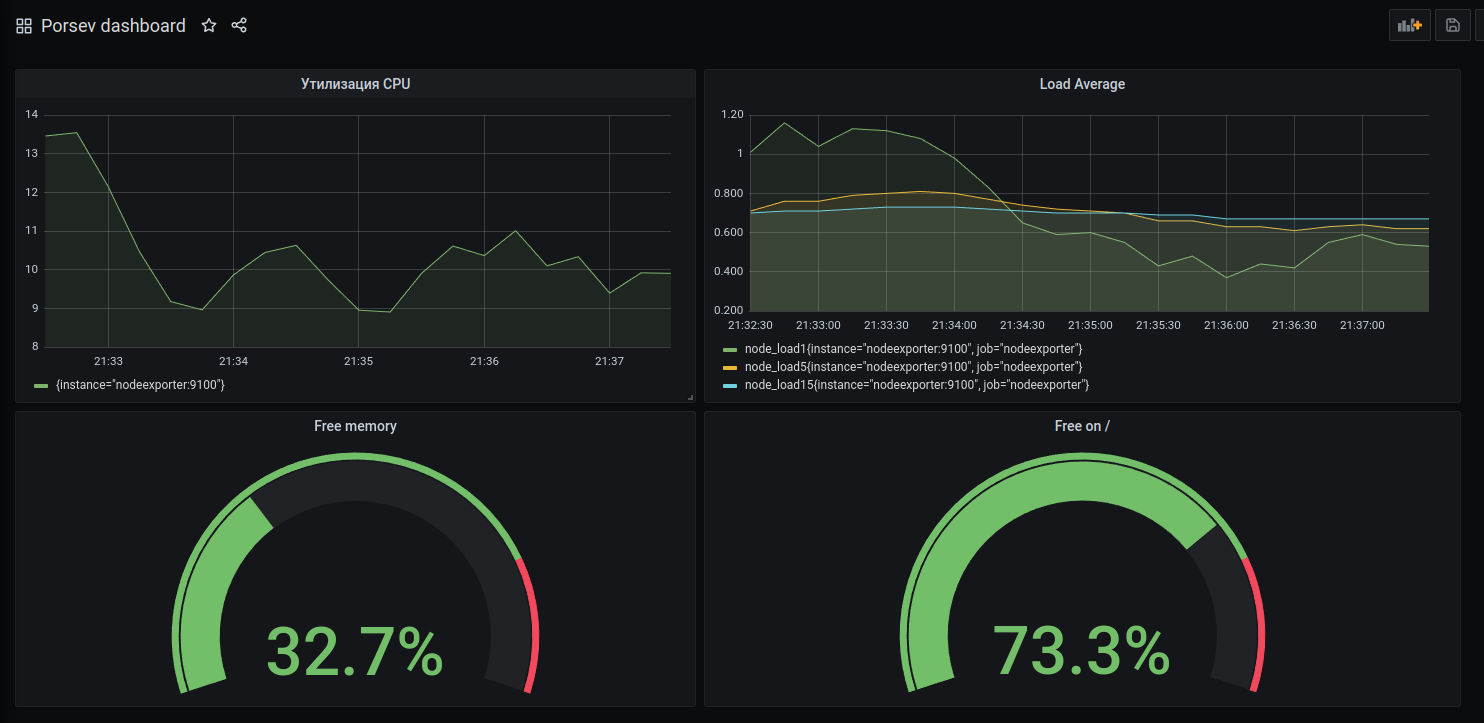 Porsev dashboard
Утилизация CPU
14
13
12
11
10
9
8
21:33 21:34 21:35 21:36 21:37
{instance="nodeexporter:9100"}
Load Average
1.20
1
0.800
0.600
0.400
0.200
21:32:30 21:33:00 21:33:30 21:34:00 21:34:30 21:35:00 21:35:30 21:36:00 21:36:30 21:37:00
node_load1{instance="nodeexporter:9100", job="nodeexporter"}
node_load5{instance="nodeexporter:9100", job="nodeexporter"}
node_load15{instance="nodeexporter:9100", job="nodeexporter"}
Free memory
32.7%
Free on /
73.3%